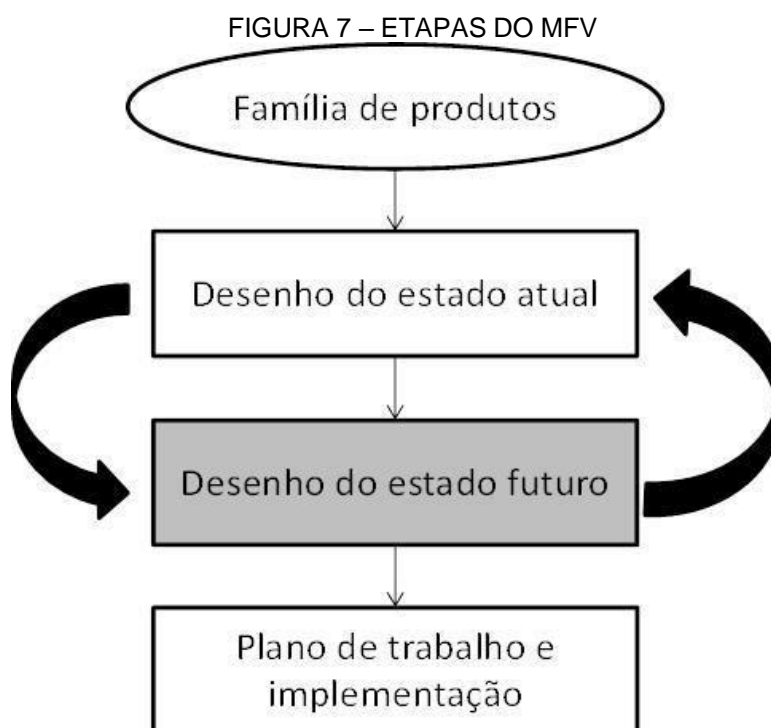 FIGURA 7 – ETAPAS DO MFV
Família de produtos
Desenho do estado atual
Desenho do estado futuro
Plano de trabalho e
implementação